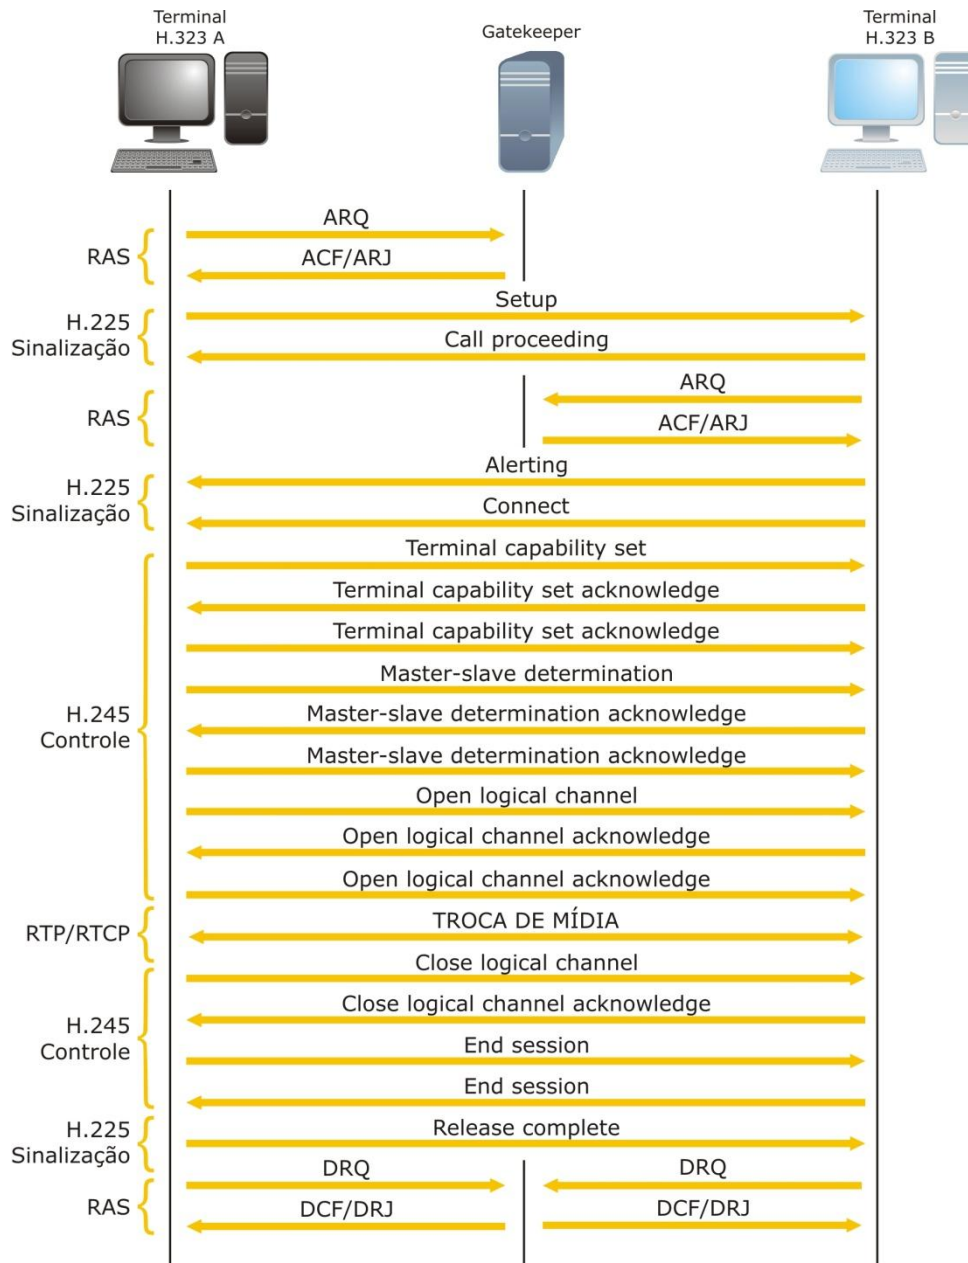 Terminal
H.323 A
Gatekeeper
Terminal
H.323 B
RAS
ARQ
ACF/ARJ
H.225
Sinalização
Setup
Call proceeding
RAS
ARQ
ACF/ARJ
H.225
Sinalização
Alerting
Connect
H.245
Controle
Terminal capability set
Terminal capability set acknowledge
Terminal capability set acknowledge
Master-slave determination
Master-slave determination acknowledge
Master-slave determination acknowledge
Open logical channel
Open logical channel acknowledge
Open logical channel acknowledge
RTP/RTCP
TROCA DE MÍDIA
H.245
Controle
Close logical channel
Close logical channel acknowledge
End session
End session
H.225
Sinalização
Release complete
RAS
DRQ
DRQ
DCF/DRJ
DCF/DRJ